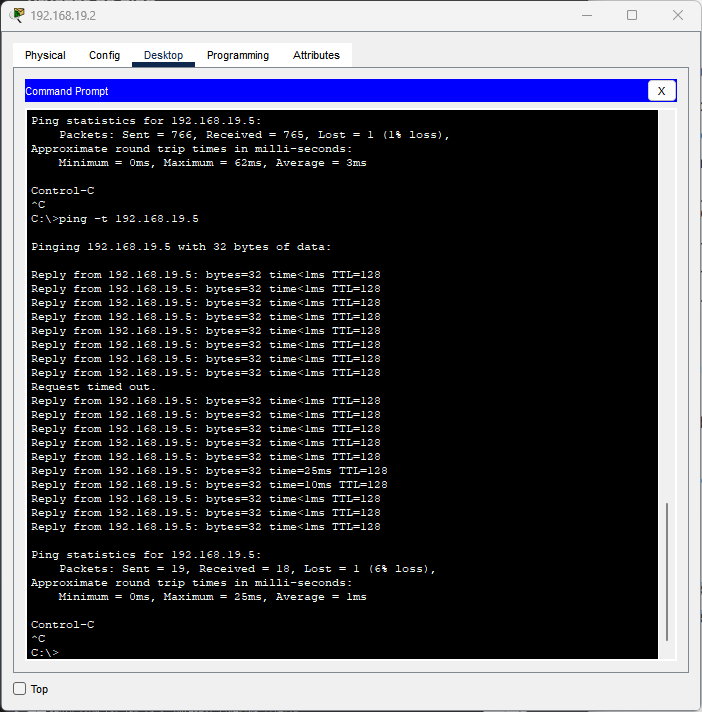 192.168.19.2
Physical Config Desktop Programming Attributes
Command Prompt X
Ping statistics for 192.168.19.5:
Packets: Sent = 766, Received = 765, Lost = 1 (1% loss),
Approximate round trip times in milli-seconds:
Minimum = 0ms, Maximum = 62ms, Average = 3ms
Control-C
^C
C:\>ping -t 192.168.19.5
Pinging 192.168.19.5 with 32 bytes of data:
Reply from 192.168.19.5: bytes=32 time<1ms TTL=128
Reply from 192.168.19.5: bytes=32 time<1ms TTL=128
Reply from 192.168.19.5: bytes=32 time<1ms TTL=128
Reply from 192.168.19.5: bytes=32 time<1ms TTL=128
Reply from 192.168.19.5: bytes=32 time<1ms TTL=128
Reply from 192.168.19.5: bytes=32 time<1ms TTL=128
Reply from 192.168.19.5: bytes=32 time<1ms TTL=128
Reply from 192.168.19.5: bytes=32 time<1ms TTL=128
Request timed out.
Reply from 192.168.19.5: bytes=32 time<1ms TTL=128
Reply from 192.168.19.5: bytes=32 time<1ms TTL=128
Reply from 192.168.19.5: bytes=32 time<1ms TTL=128
Reply from 192.168.19.5: bytes=32 time<1ms TTL=128
Reply from 192.168.19.5: bytes=32 time<1ms TTL=128
Reply from 192.168.19.5: bytes=32 time=25ms TTL=128
Reply from 192.168.19.5: bytes=32 time=10ms TTL=128
Reply from 192.168.19.5: bytes=32 time<1ms TTL=128
Reply from 192.168.19.5: bytes=32 time<1ms TTL=128
Reply from 192.168.19.5: bytes=32 time<1ms TTL=128
Ping statistics for 192.168.19.5:
Packets: Sent = 19, Received = 18, Lost = 1 (6% loss),
Approximate round trip times in milli-seconds:
Minimum = 0ms, Maximum = 25ms, Average = 1ms
Control-C
^C
C:\>
Top